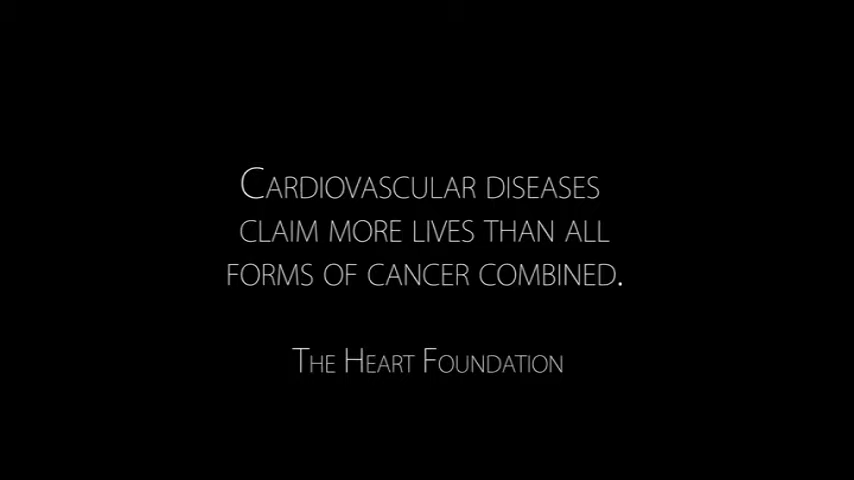 Cardiovascular diseases
claim more lives than all
forms of cancer combined.
The Heart Foundation